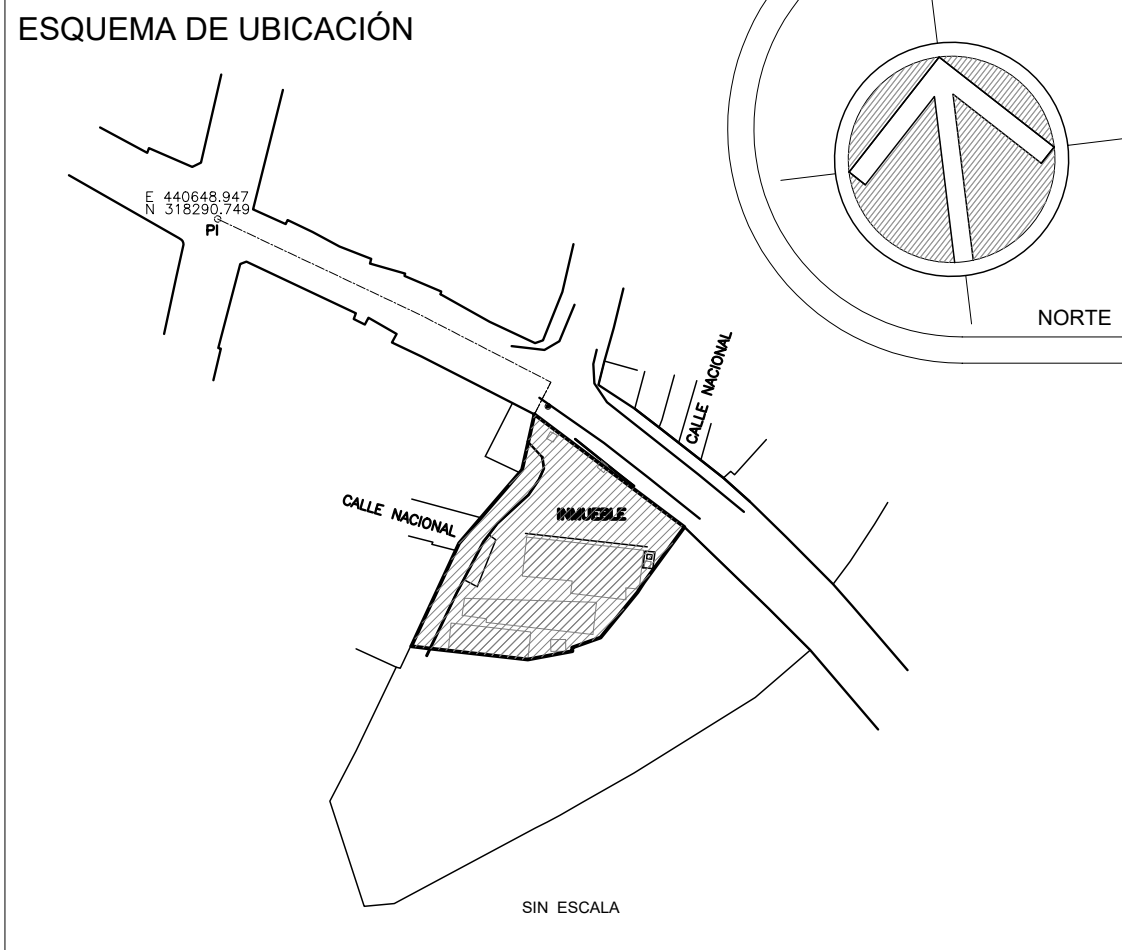 ESQUEMA DE UBICACIÓN
E 440648.947
N 318290.749
PI
NORTE
CALLE NACIONAL
CALLE NACIONAL
INMUEBLE
SIN ESCALA